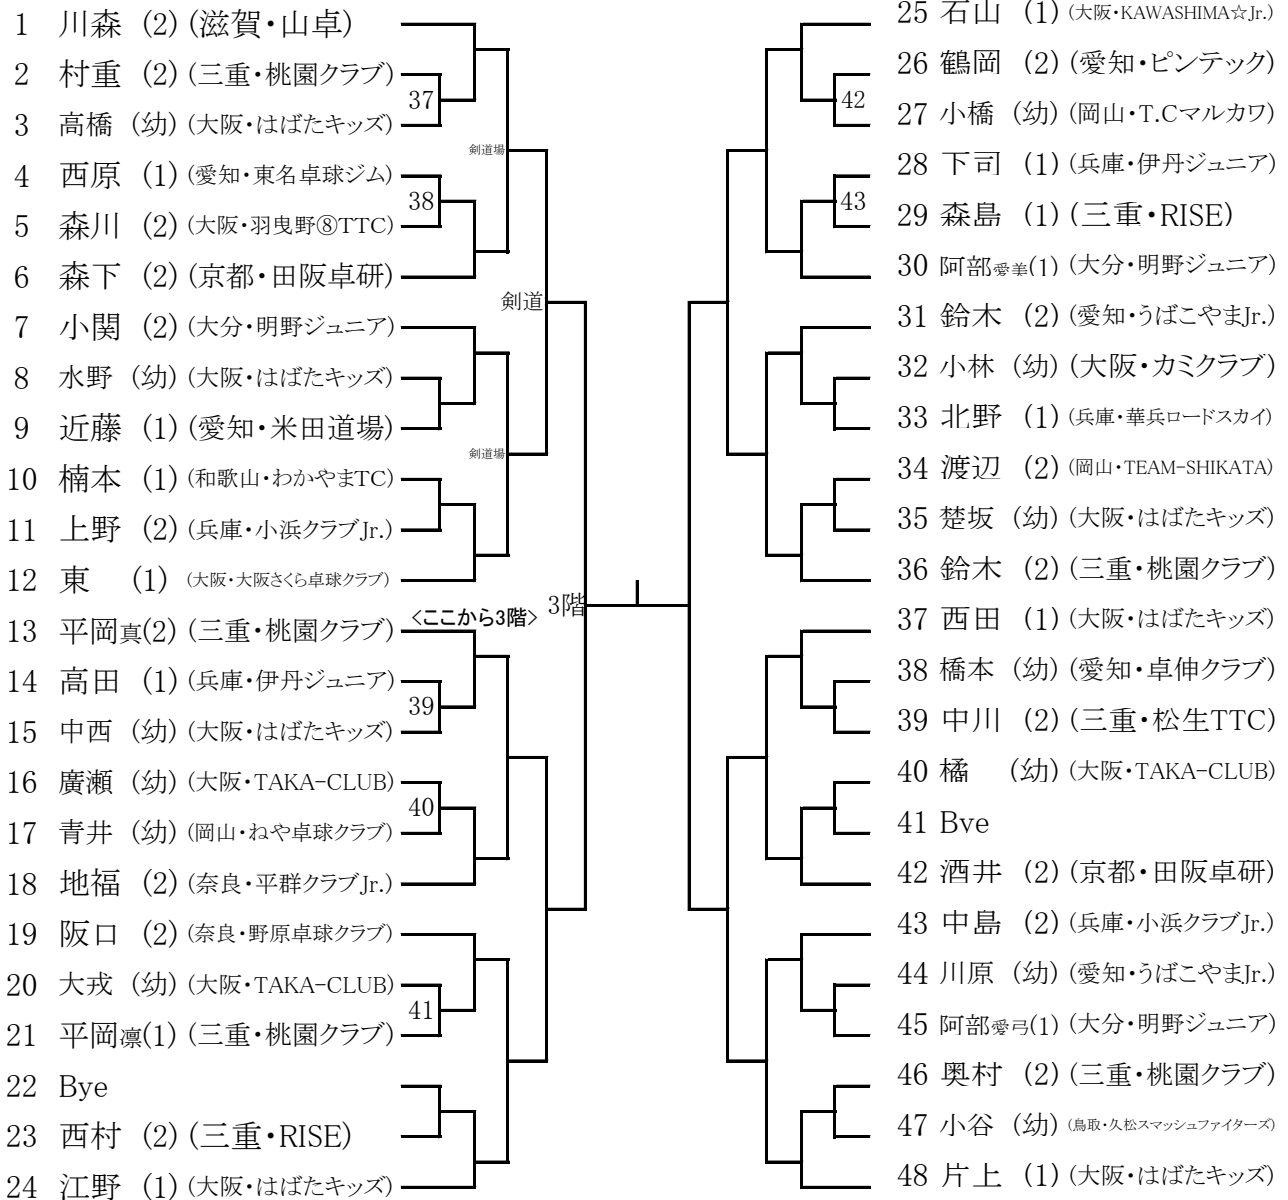 1 川森 (2) (滋賀・山卓)
2 村重 (2) (三重・桃園クラブ)
37
3 高橋 (幼) (大阪・はばたキッズ)
剣道場
4 西原 (1) (愛知・東名卓球ジム)
38
5 森川 (2) (大阪・羽曳野⑧TTC)
6 森下 (2) (京都・田阪卓研)
剣道
7 小関 (2) (大分・明野ジュニア)
8 水野 (幼) (大阪・はばたキッズ)
9 近藤 (1) (愛知・米田道場)
剣道場
10 楠本 (1) (和歌山・わかやまTC)
11 上野 (2) (兵庫・小浜クラブJr.)
12 東 (1) (大阪・大阪さくら卓球クラブ)
3階
<ここから3階>
13 平岡真(2) (三重・桃園クラブ)
14 高田 (1) (兵庫・伊丹ジュニア)
39
15 中西 (幼) (大阪・はばたキッズ)
16 廣瀬 (幼) (大阪・TAKA-CLUB)
40
17 青井 (幼) (岡山・ねや卓球クラブ)
18 地福 (2) (奈良・平群クラブJr.)
19 阪口 (2) (奈良・野原卓球クラブ)
20 大戎 (幼) (大阪・TAKA-CLUB)
41
21 平岡凛(1) (三重・桃園クラブ)
22 Bye
23 西村 (2) (三重・RISE)
24 江野 (1) (大阪・はばたキッズ)
25 石山 (1) (大阪・KAWASHIMA☆Jr.)
26 鶴岡 (2) (愛知・ピンテック)
42
27 小橋 (幼) (岡山・T.Cマルカワ)
28 下司 (1) (兵庫・伊丹ジュニア)
43
29 森島 (1) (三重・RISE)
30 阿部愛美(1) (大分・明野ジュニア)
31 鈴木 (2) (愛知・うばこやまJr.)
32 小林 (幼) (大阪・カミクラブ)
33 北野 (1) (兵庫・華兵ロードスカイ)
34 渡辺 (2) (岡山・TEAM-SHIKATA)
35 楚坂 (幼) (大阪・はばたキッズ)
36 鈴木 (2) (三重・桃園クラブ)
37 西田 (1) (大阪・はばたキッズ)
38 橋本 (幼) (愛知・卓伸クラブ)
39 中川 (2) (三重・松生TTC)
40 橘 (幼) (大阪・TAKA-CLUB)
41 Bye
42 酒井 (2) (京都・田阪卓研)
43 中島 (2) (兵庫・小浜クラブJr.)
44 川原 (幼) (愛知・うばこやまJr.)
45 阿部愛弓(1) (大分・明野ジュニア)
46 奥村 (2) (三重・桃園クラブ)
47 小谷 (幼) (鳥取・久松スマッシュファイターズ)
48 片上 (1) (大阪・はばたキッズ)